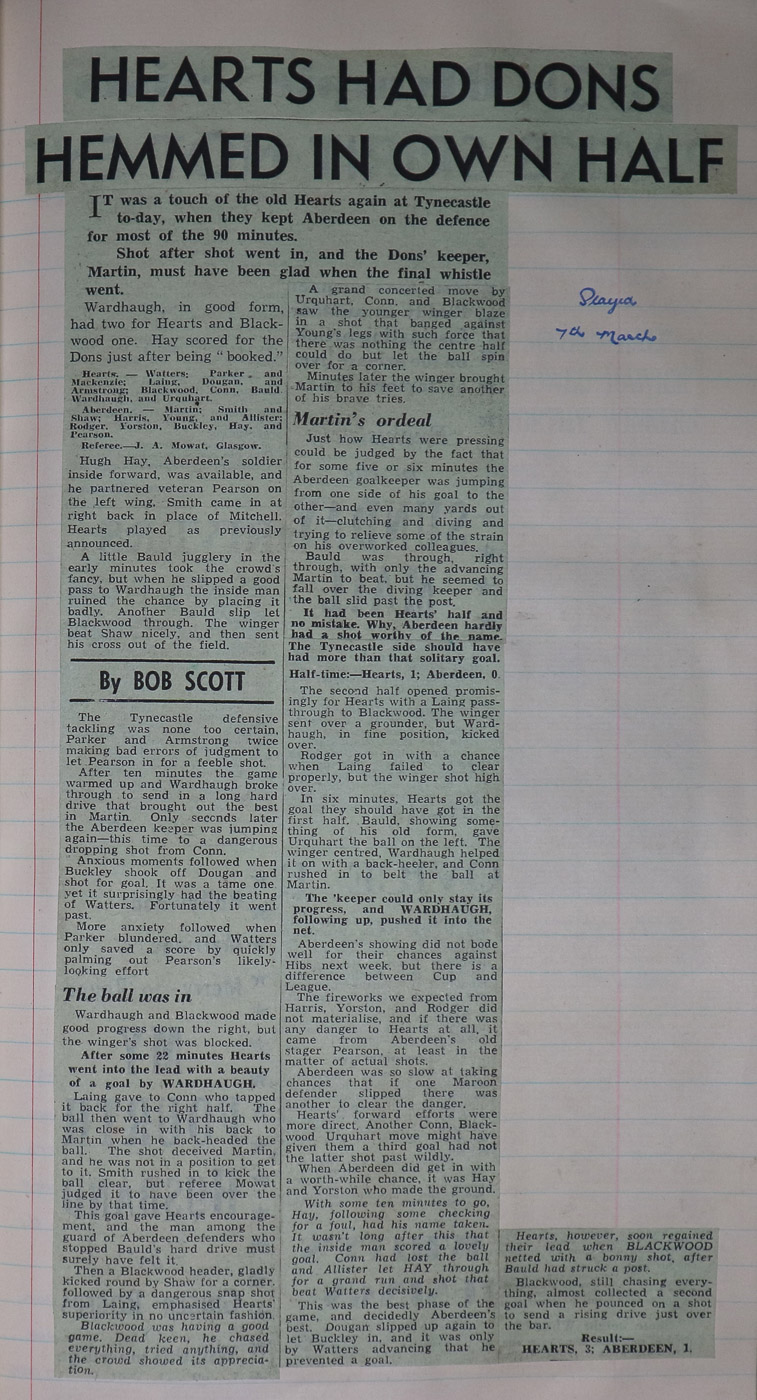 HEARTS HAD DONS
HEMMED IN OWN HALF
IT was a touch of the old Hearts again at Tynecastle
to-day, when they kept Aberdeen on the defence
for most of the 90 minutes.
Shot after shot went in, and the Dons' keeper,
Martin, must have been glad when the final whistle
went.
Wardhaugh, in good form,
had two for Hearts and Black-
wood one. Hay scored for the
Dons just after being "booked."
Hearts. — Watters; Parker and
Mackenzie; Laing, Dougan, and
Armstrong; Blackwood, Conn, Bauld
Wardhaugh, and Urquhart.
Aberdeen. — Martin; Smith and
Shaw; Harris, Young, and Allister;
Rodger, Yorston, Buckley, Hay, and
Pearson.
Referee.—J. A. Mowat, Glasgow.
Hugh Hay, Aberdeen's soldier
inside forward, was available, and
he partnered veteran Pearson on
the left wing. Smith came in at
right back in place of Mitchell.
Hearts played as previously
announced.
A little Bauld jugglery in the
early minutes took the crowd's
fancy, but when he slipped a good
pass to Wardhaugh the inside man
ruined the chance by placing it
badly. Another Bauld slip let
Blackwood through. The winger
beat Shaw nicely, and then sent
his cross out of the field.
By BOB SCOTT
The Tynecastle defensive
tackling was none too certain,
Parker and Armstrong twice
making bad errors of judgment to
let Pearson in for a feeble shot.
After ten minutes the game
warmed up and Wardhaugh broke
through to send in a long hard
drive that brought out the best
in Martin. Only seconds later
the Aberdeen keeper was jumping
again—this time to a dangerous
dropping shot from Conn.
Anxious moments followed when
Buckley shook off Dougan and
shot for goal. It was a tame one
yet it surprisingly had the beating
of Watters. Fortunately it went
past.
More anxiety followed when
Parker blundered, and Watters
only saved a score by quickly
palming out Pearson's likely-
looking effort
The ball was in
Wardhaugh and Blackwood made
good progress down the right, but
the winger's shot was blocked.
After some 22 minutes Hearts
went into the lead with a beauty
of a goal by WARDHAUGH.
Laing gave to Conn who tapped
it back for the right half. The
ball then went to Wardhaugh who
was close in with his back to
Martin when he back-headed the
ball. The shot deceived Martin,
and he was not in a position to get
to it. Smith rushed in to kick the
ball clear, but referee Mowat
judged it to have been over the
line by that time.
This goal gave Hearts encourage-
ment, and the man among the
guard of Aberdeen defenders who
stopped Bauld's hard drive must
surely have felt it.
Then a Blackwood header, gladly
kicked round by Shaw for a corner.
followed by a dangerous snap shot
from Laing, emphasised Hearts'
superiority in no uncertain fashion.
Blackwood was having a good
game. Dead keen, he chased
everything, tried anything, and
the crowd showed its apprecia-
tion.
A grand concerted move by
Urquhart, Conn, and Blackwood
saw the younger winger blaze
in a shot that banged against
Young's legs with such force that
there was nothing the centre half
could do but let the ball spin
over for a corner.
Minutes later the winger brought
Martin to his feet to save another
of his brave tries.
Martin's ordeal
Just how Hearts were pressing
could be judged by the fact that
for some five or six minutes the
Aberdeen goalkeeper was jumping
from one side of his goal to the
other—and even many yards out
of it—clutching and diving and
trying to relieve some of the strain
on his overworked colleagues.
Bauld was through, right
through, with only the advancing
Martin to beat, but he seemed to
fall over the diving keeper and
the ball slid past the post.
It had been Hearts' half and
no mistake. Why, Aberdeen hardly
had a shot worthy of the name.
The Tynecastle side should have
had more than that solitary goal.
Half-time:—Hearts, 1; Aberdeen, 0.
The second half opened promis-
ingly for Hearts with a Laing pass-
through to Blackwood. The winger
sent over a grounder, but Ward-
haugh, in fine position, kicked
over.
Rodger got in with a chance
when Laing failed to clear
properly, but the winger shot high
over.
In six minutes, Hearts got the
goal they should have got in the
first half. Bauld, showing some-
thing of his old form, gave
Urquhart the ball on the left. The
winger centred, Wardhaugh helped
it on with a back-heeler, and Conn
rushed in to belt the ball at
Martin.
The 'keeper could only stay its
progress, and WARDHAUGH,
following up, pushed it into the
net.
Aberdeen's showing did not bode
well for their chances against
Hibs next week, but there is a
difference between Cup and
League.
The fireworks we expected from
Harris, Yorston, and Rodger did
not materialise, and if there was
any danger to Hearts at all, it
came from Aberdeen's old
stager Pearson, at least in the
matter of actual shots.
Aberdeen was so slow at taking
chances that if one Maroon
defender slipped there was
another to clear the danger.
Hearts' forward efforts were
more direct. Another Conn, Black-
wood Urquhart move might have
given them a third goal had not
the latter shot past wildly.
When Aberdeen did get in with
a worth-while chance, it was Hay
and Yorston who made the ground.
With some ten minutes to go,
Hay, following some checking
for a foul, had his name taken.
It wasn't long after this that
the inside man scored a lovely
goal. Conn had lost the ball
and Allister let HAY through
for a grand run and shot that
beat Watters decisively.
This was the best phase of the
game, and decidedly Aberdeen's
best. Dougan slipped up again to
let Buckley in, and it was only
by Watters advancing that he
prevented a goal.
Hearts, however, soon regained
their lead when BLACKWOOD
netted with a bonny shot, after
Bauld had struck a post.
Blackwood, still chasing every-
thing, almost collected a second
goal when he pounced on a shot
to send a rising drive just over
the bar.
Result:—
HEARTS, 3; ABERDEEN, 1.
Played
7th March